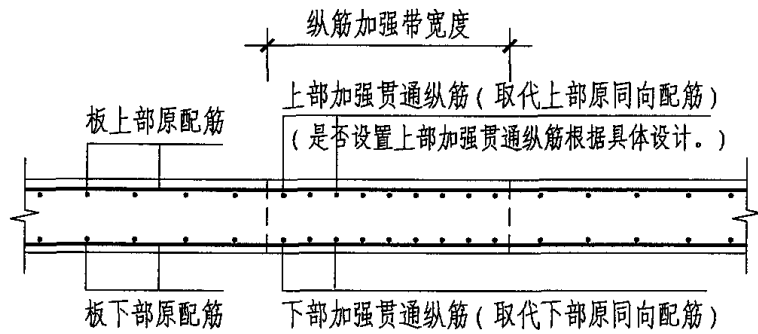 纵筋加强带宽度
上部加强贯通纵筋(取代上部原同向配筋)
板上部原配筋
(是否设置上部加强贯通纵筋根据具体设计。)
板下部原配筋
下部加强贯通纵筋(取代下部原同向配筋)